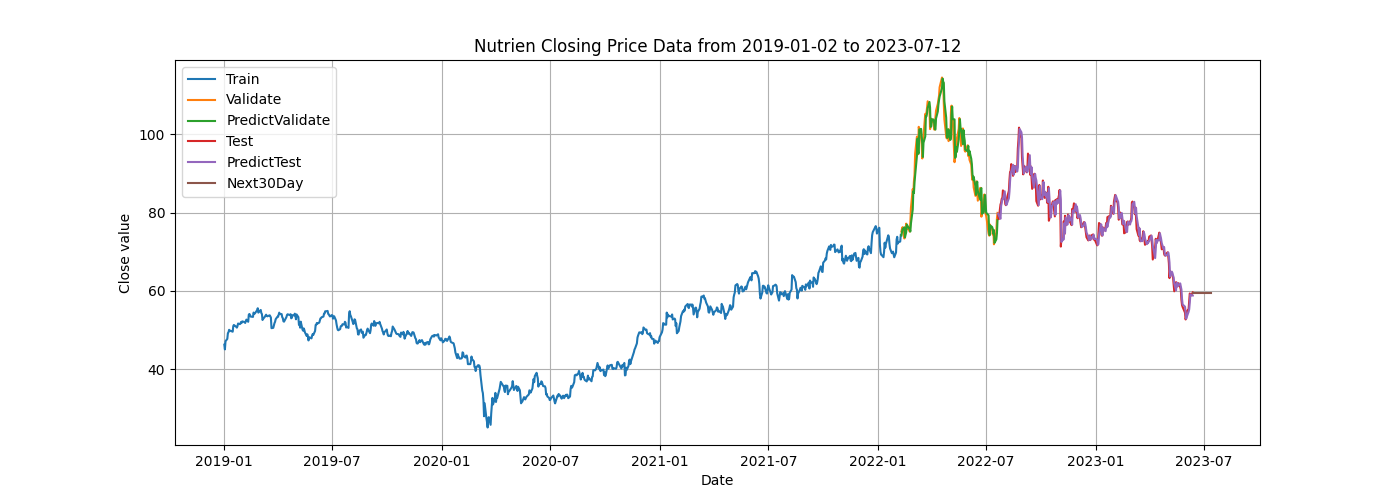 Nutrien Closing Price Data from 2019-01-02 to 2023-07-12
Train
Validate
PredictValidate
Test
PredictTest
Next30Day
100
80
60
40
Close value
2019-01 2019-07 2020-01 2020-07 2021-01 2021-07 2022-01 2022-07 2023-01 2023-07
Date